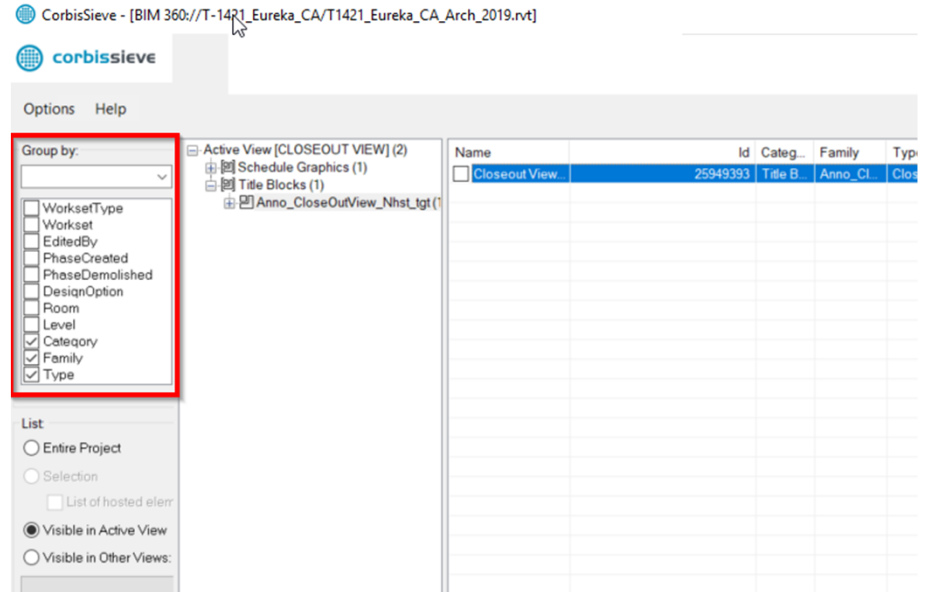 CorbisSieve - [BIM 360://T-1421_Eureka_CA/T1421_Eureka_CA_Arch_2019.rvt]
corbissieve
Options Help
Group by:
WorksetType
Workset
EditedBy
PhaseCreated
PhaseDemolished
DesignOption
Room
Level
Category
Family
Type
List:
Entire Project
Selection
List of hosted elem
Visible in Active View
Visible in Other Views:
Active View [CLOSEOUT VIEW] (2)
Schedule Graphics (1)
Title Blocks (1)
Anno_CloseOutView_Nhst_tgt (1
Name Id Categ... Family Type
Closeout View... 25949393 Title B... Anno_Cl... Clos